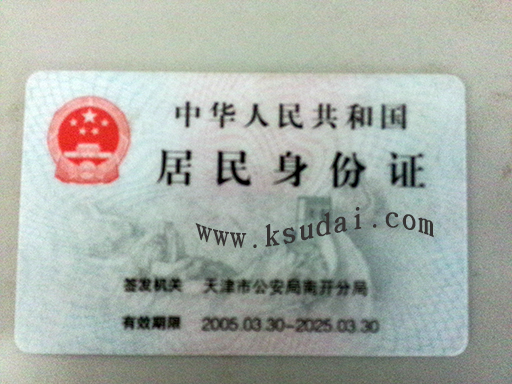 中华人民共和国
居民身份证
www.ksudai.com
签发机关 天津市公安局南开分局
有效期限 2005.03.30-2025.03.30